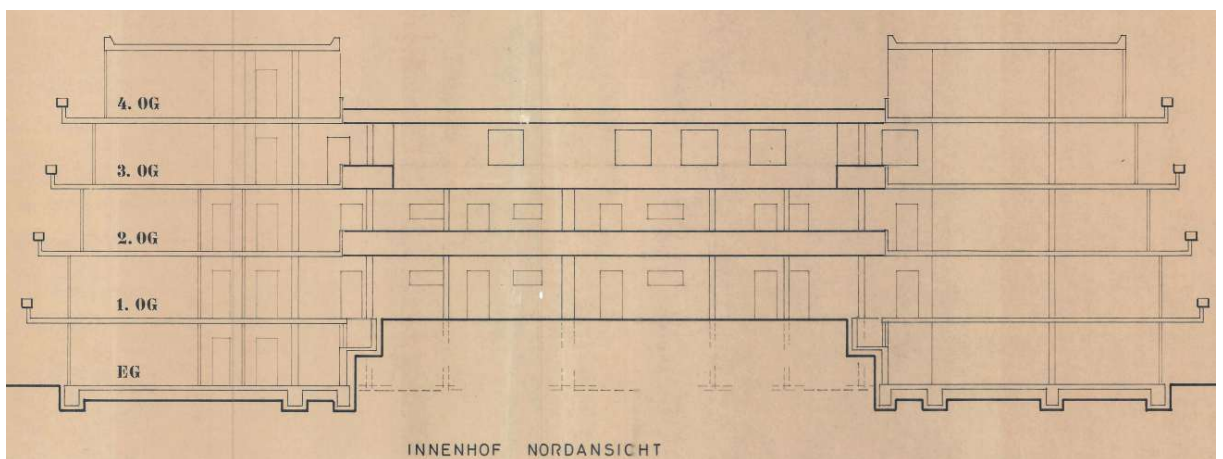 4. OG
3. OG
2. OG
1. OG
EG
INNENHOF NORDANSICHT